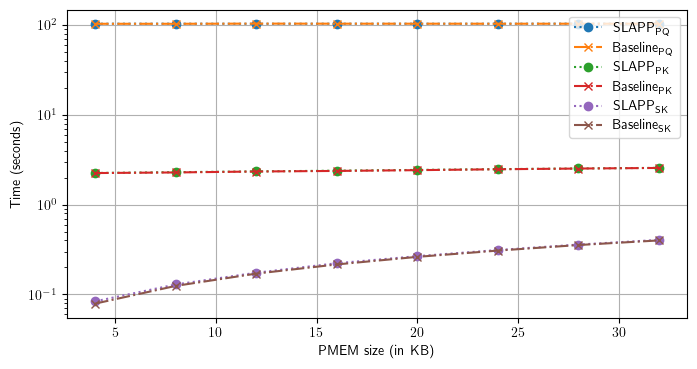 10²
10¹
10⁰
10⁻¹
Time (seconds)
5
10
15
20
25
30
PMEM size (in KB)
SLAPP_PQ
Baseline_PQ
SLAPP_PK
Baseline_PK
SLAPP_SK
Baseline_SK